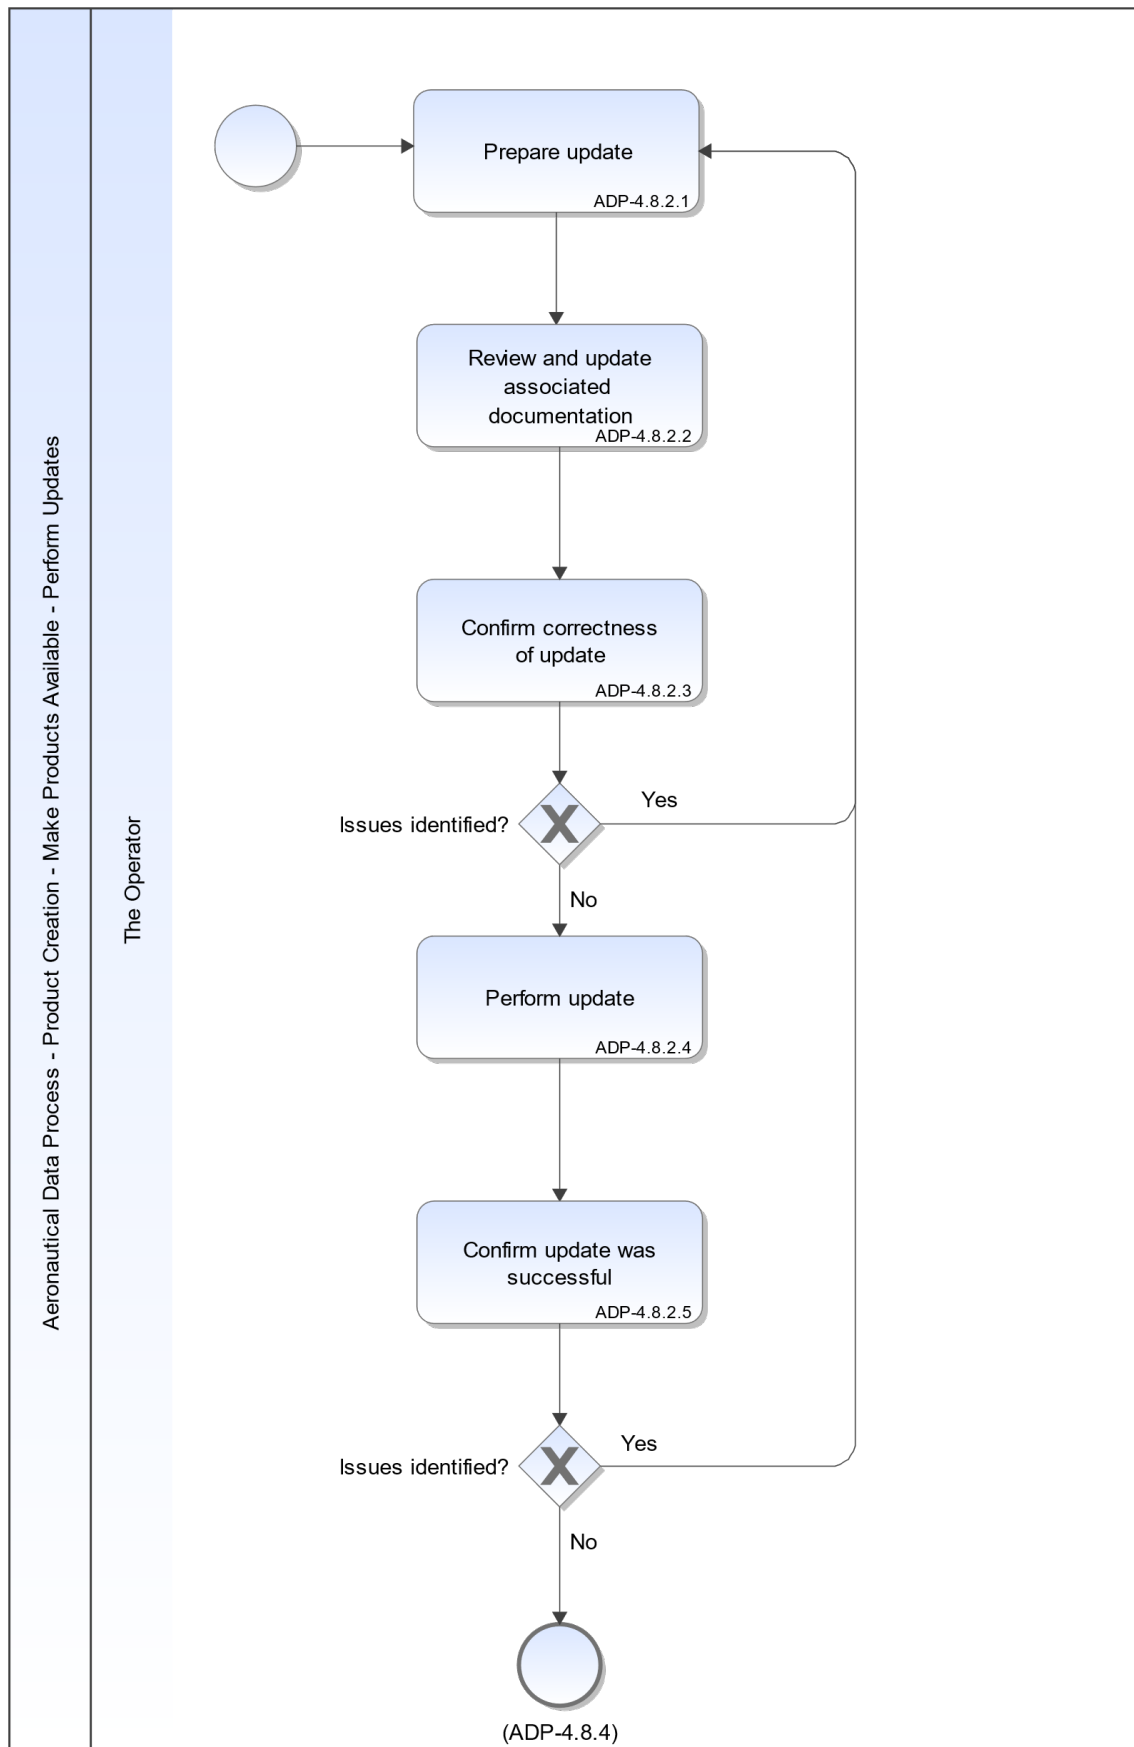 Aeronautical Data Process - Product Creation - Make Products Available - Perform Updates
The Operator
Prepare update
ADP-4.8.2.1
Review and update
associated
documentation
ADP-4.8.2.2
Confirm correctness
of update
ADP-4.8.2.3
Issues identified?
Yes
No
Perform update
ADP-4.8.2.4
Confirm update was
successful
ADP-4.8.2.5
Issues identified?
Yes
No
(ADP-4.8.4)